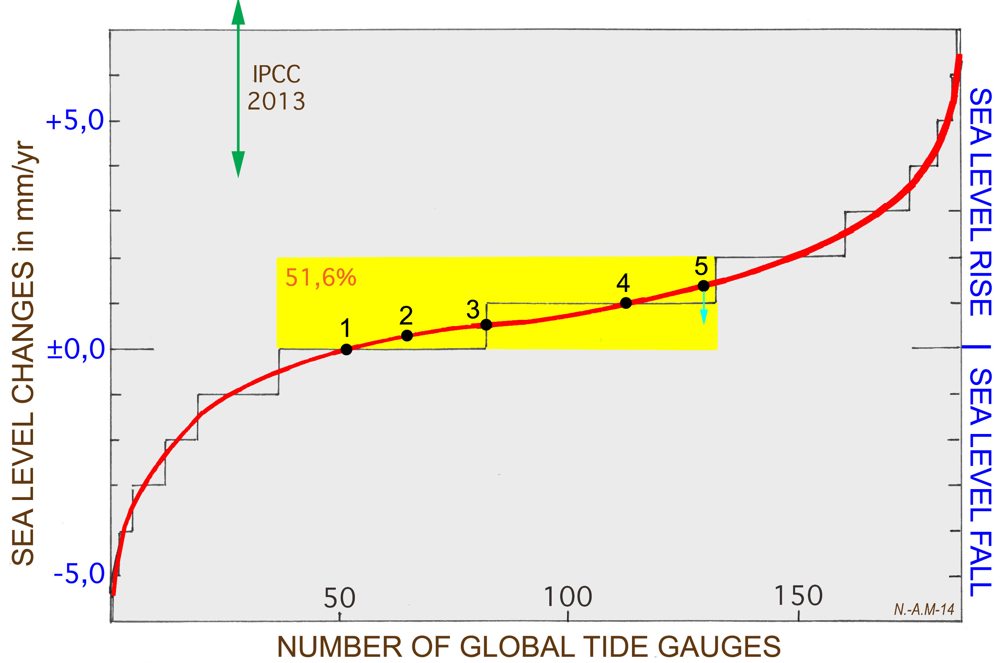 IPCC
2013
+5,0
±0,0
-5,0
SEA LEVEL CHANGES in mm/yr
51,6%
1
2
3
4
5
SEA LEVEL RISE
SEA LEVEL FALL
50
100
150
N.-A.M-14
NUMBER OF GLOBAL TIDE GAUGES